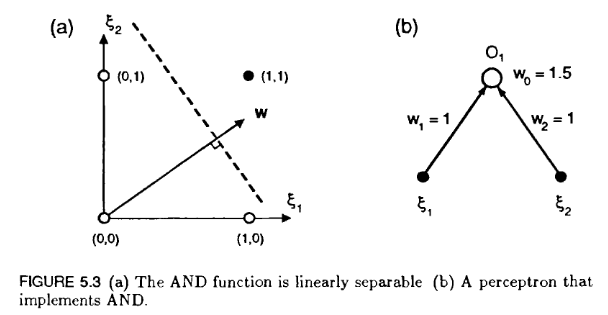 (a)
ξ₂
(0,1)
(1,1)
w
ξ₁
(0,0)
(1,0)
(b)
O₁
w₀ = 1.5
w₁ = 1
w₂ = 1
ξ₁
ξ₂
FIGURE 5.3 (a) The AND function is linearly separable (b) A perceptron that
implements AND.